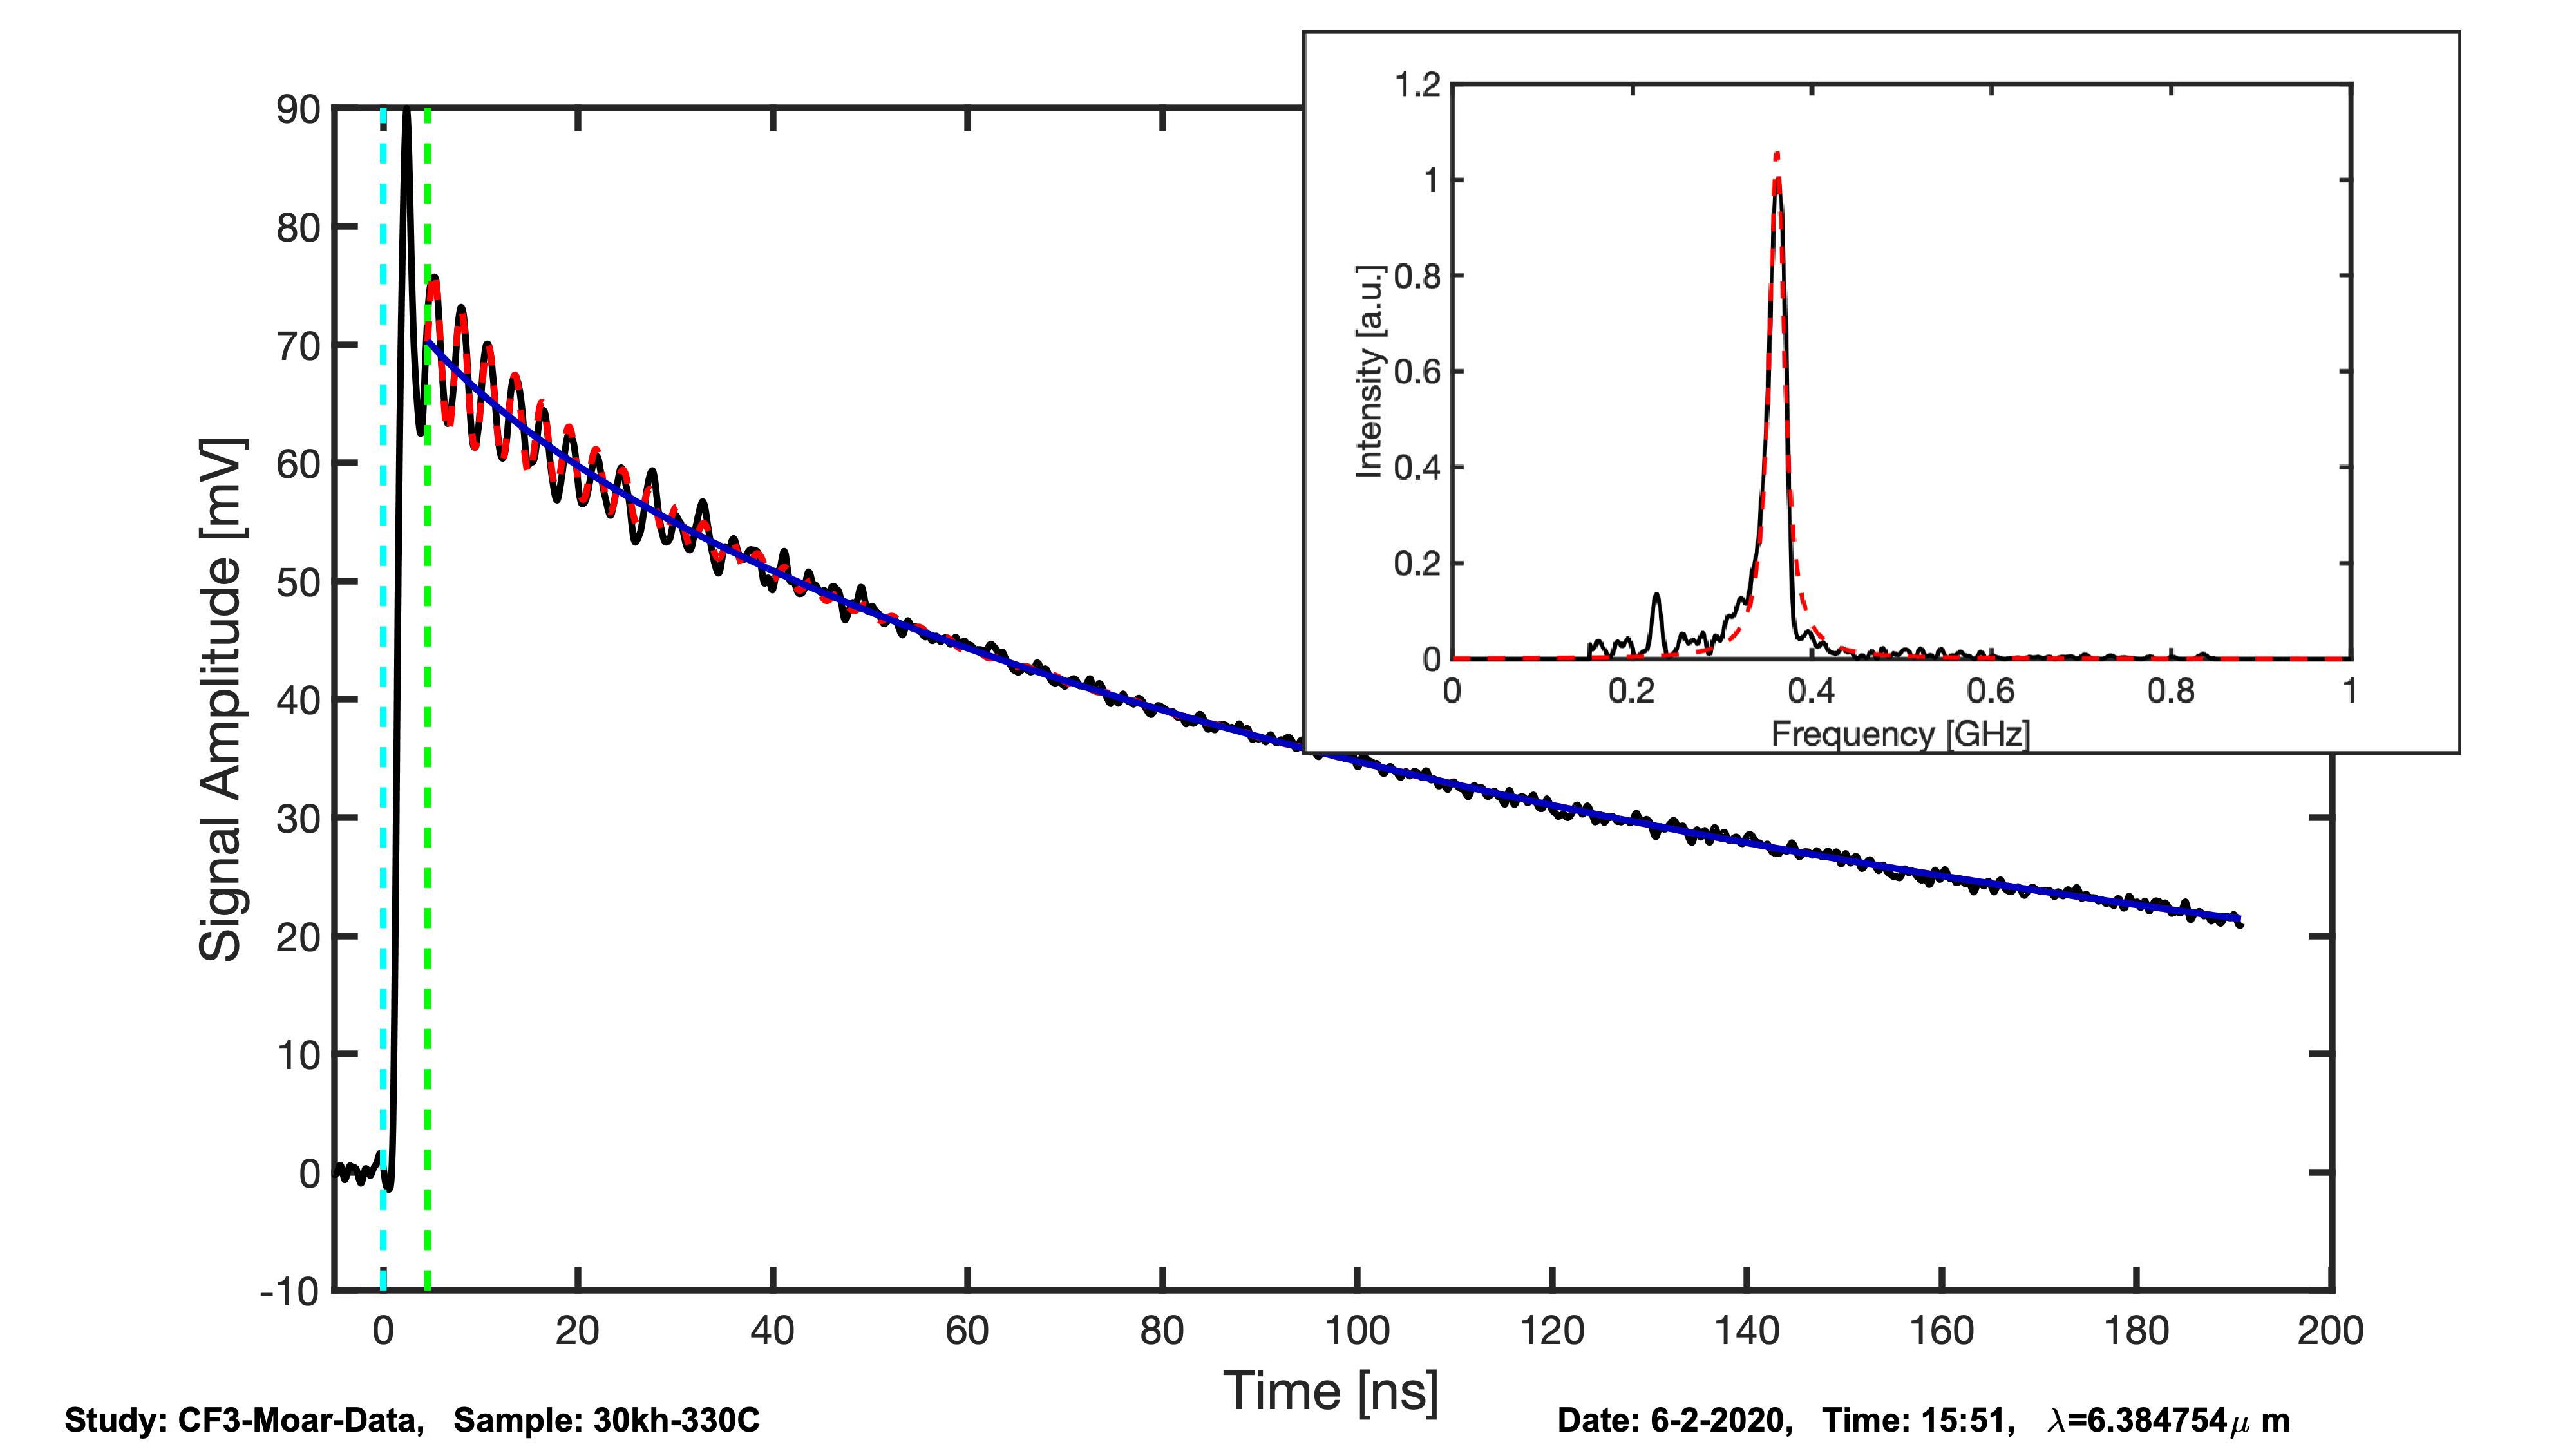 1.2
1
0.8
0.6
0.4
0.2
0
Intensity [a.u.]
0 0.2 0.4 0.6 0.8 1
Frequency [GHz]
90
80
70
60
50
40
30
20
10
0
-10
Signal Amplitude [mV]
0 20 40 60 80 100 120 140 160 180 200
Time [ns]
Study: CF3-Moar-Data, Sample: 30kh-330C
Date: 6-2-2020, Time: 15:51, λ=6.384754μ m